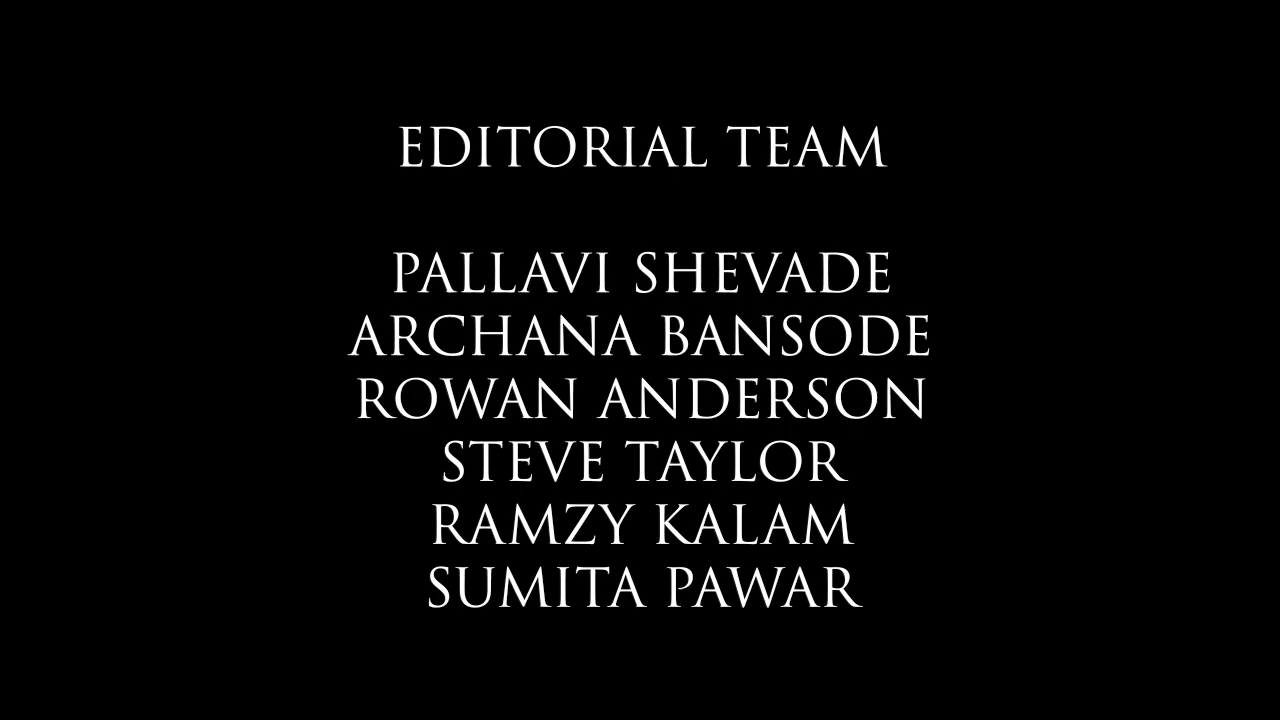 EDITORIAL TEAM
PALLAVI SHEVADE
ARCHANA BANSODE
ROWAN ANDERSON
STEVE TAYLOR
RAMZY KALAM
SUMITA PAWAR